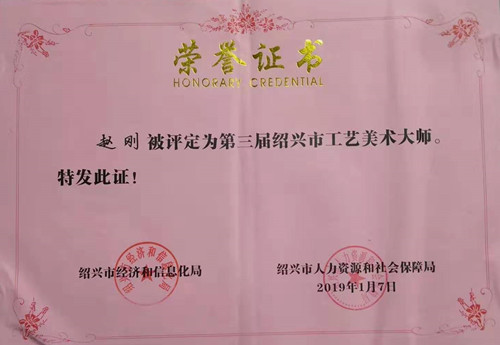 荣誉证书
HONORARY CREDENTIAL
赵刚 被评定为第三届绍兴市工艺美术大师。
特发此证!
绍兴市经济和信息化局 绍兴市人力资源和社会保障局
2019年1月7日